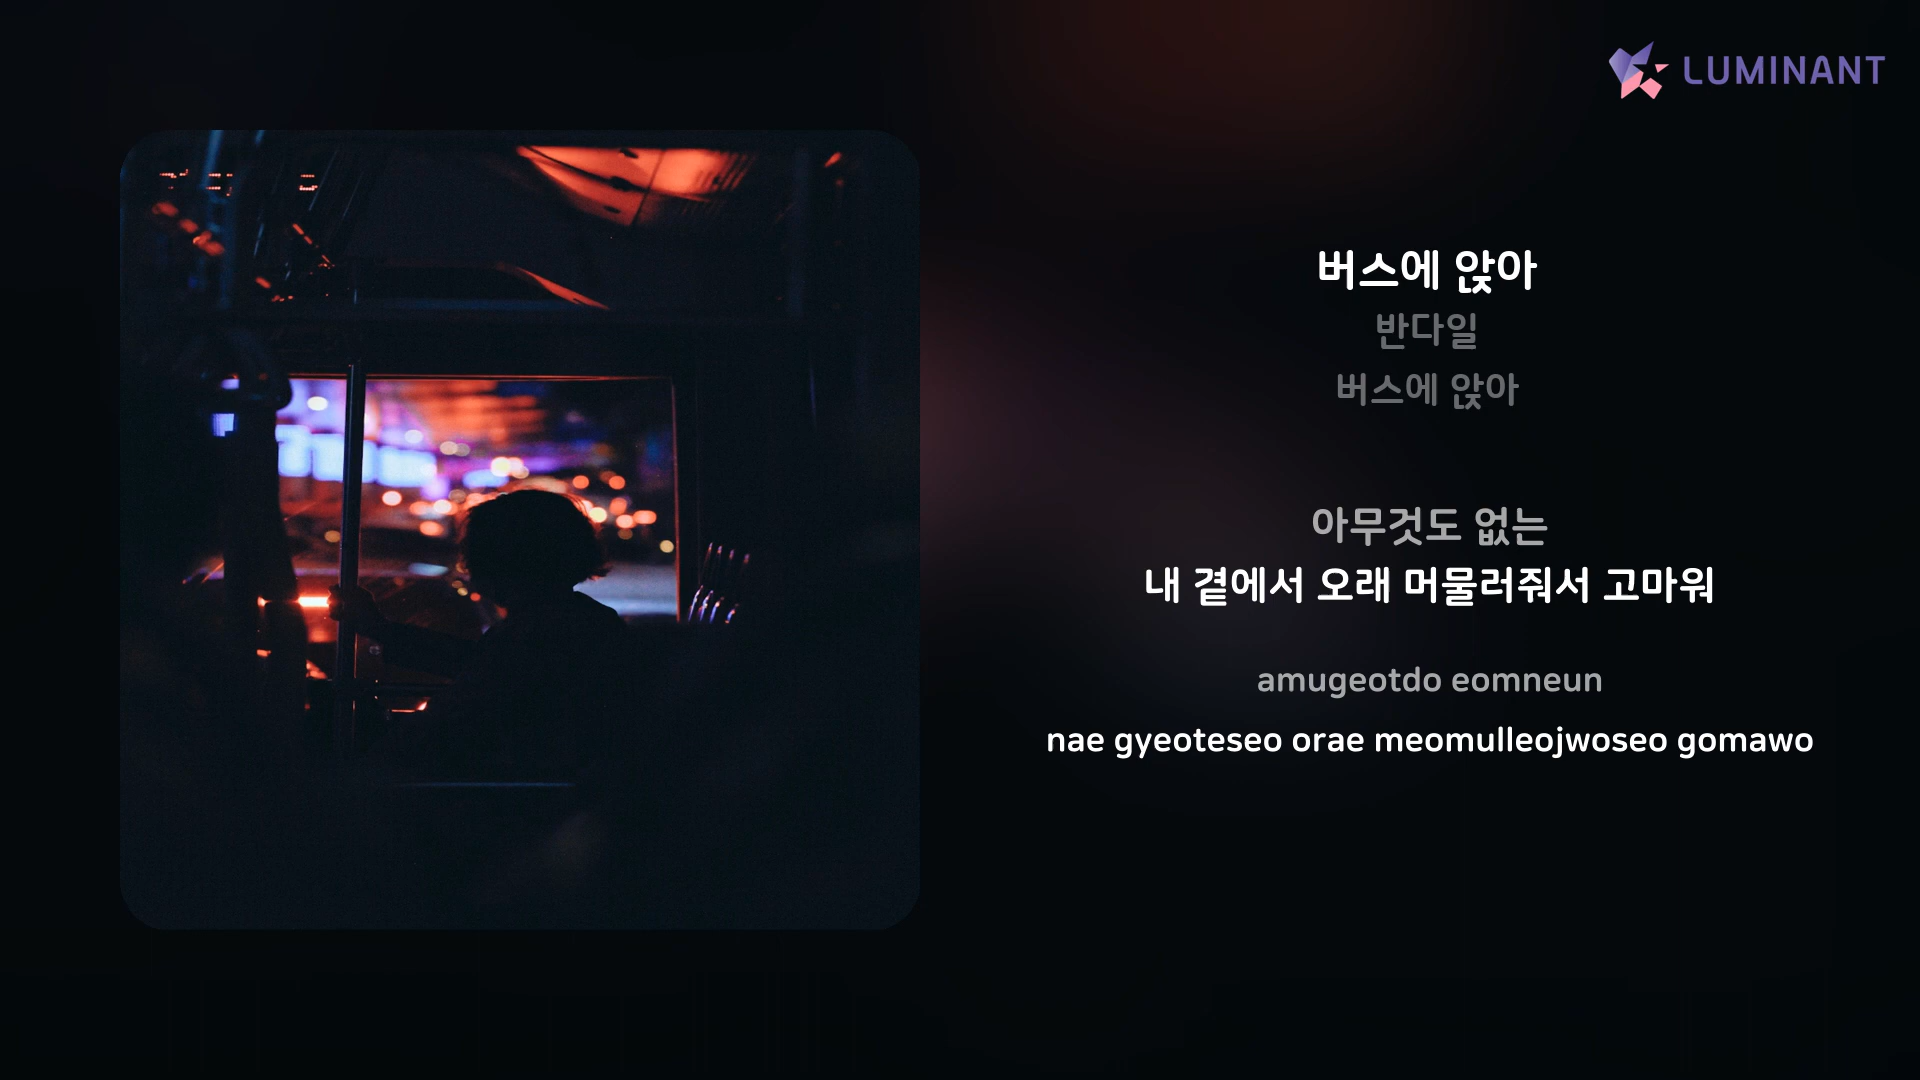 LUMINANT
버스에 앉아
반다일
버스에 앉아
아무것도 없는
내 곁에서 오래 머물러줘서 고마워
amugeotdo eomneun
nae gyeoteseo orae meomulleojwoseo gomawo